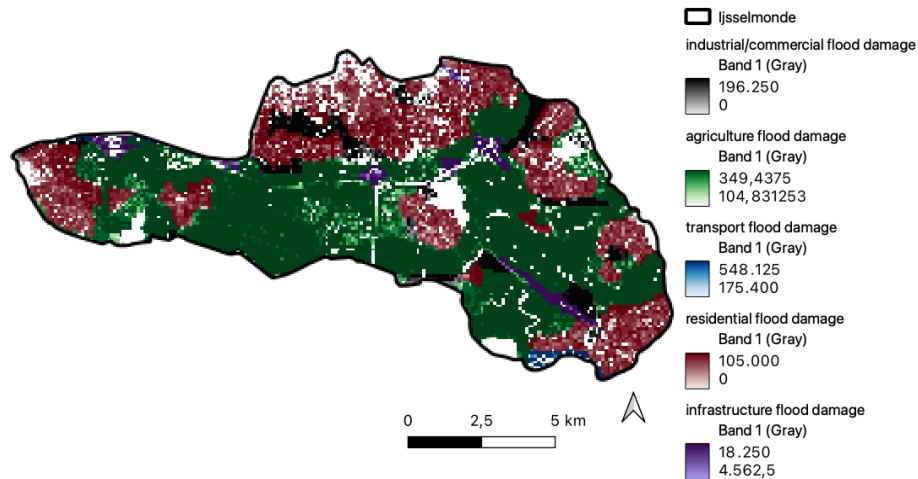 Ijsselmonde
industrial/commercial flood damage
Band 1 (Gray)
196.250
0
agriculture flood damage
Band 1 (Gray)
349,4375
104,831253
transport flood damage
Band 1 (Gray)
548.125
175.400
residential flood damage
Band 1 (Gray)
105.000
0
infrastructure flood damage
Band 1 (Gray)
18.250
4.562,5
0 2,5 5 km